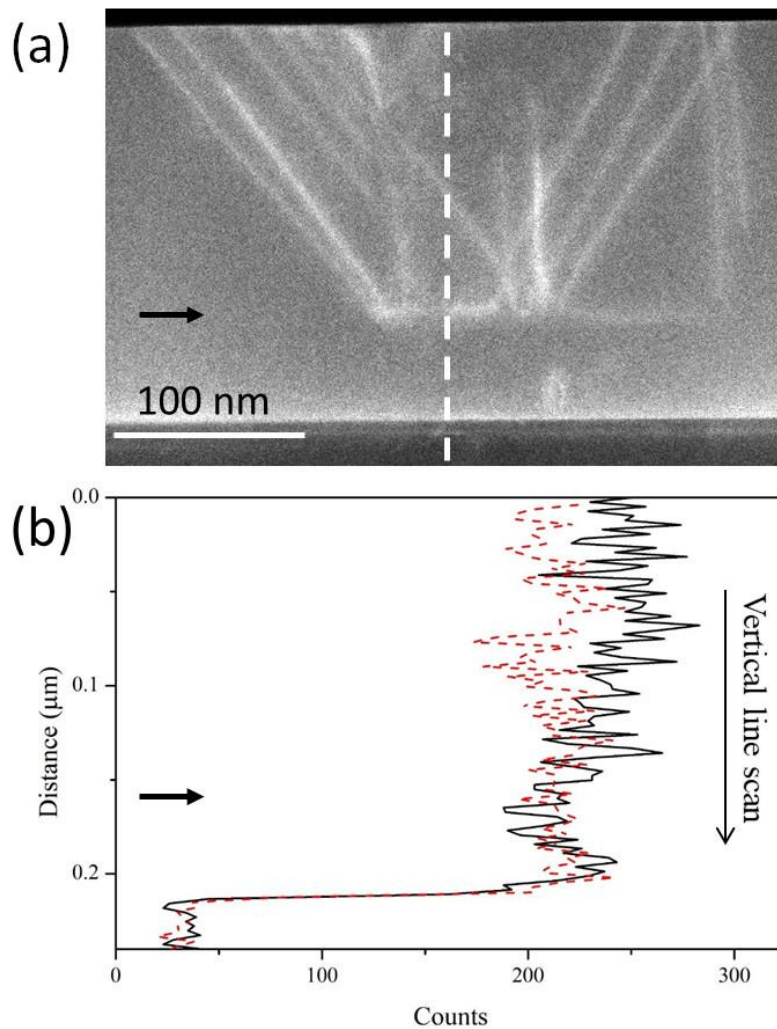 (a)
100 nm
(b)
0.0
0.1
0.2
Distance (μm)
Vertical line scan
0
100
200
300
Counts